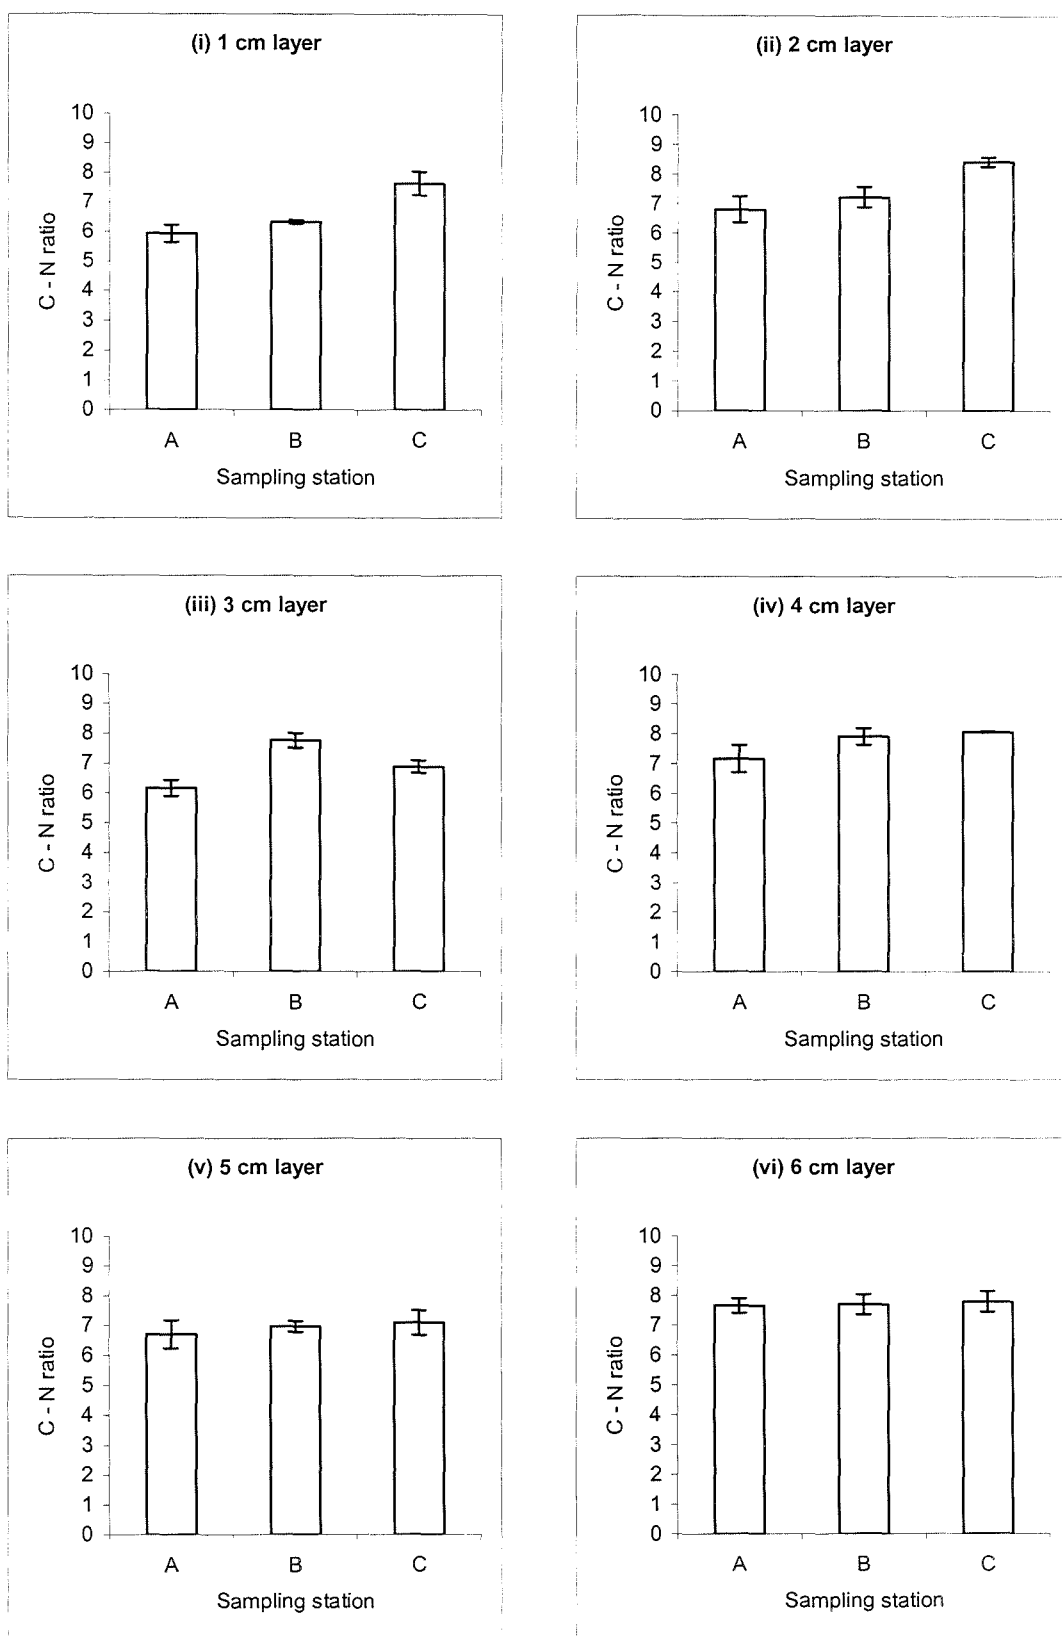 (i) 1 cm layer
10
9
8
7
6
5
4
3
2
1
0
C - N ratio
A B C
Sampling station
(ii) 2 cm layer
10
9
8
7
6
5
4
3
2
1
0
C - N ratio
A B C
Sampling station
(iii) 3 cm layer
10
9
8
7
6
5
4
3
2
1
0
C - N ratio
A B C
Sampling station
(iv) 4 cm layer
10
9
8
7
6
5
4
3
2
1
0
C - N ratio
A B C
Sampling station
(v) 5 cm layer
10
9
8
7
6
5
4
3
2
1
0
C - N ratio
A B C
Sampling station
(vi) 6 cm layer
10
9
8
7
6
5
4
3
2
1
0
C - N ratio
A B C
Sampling station